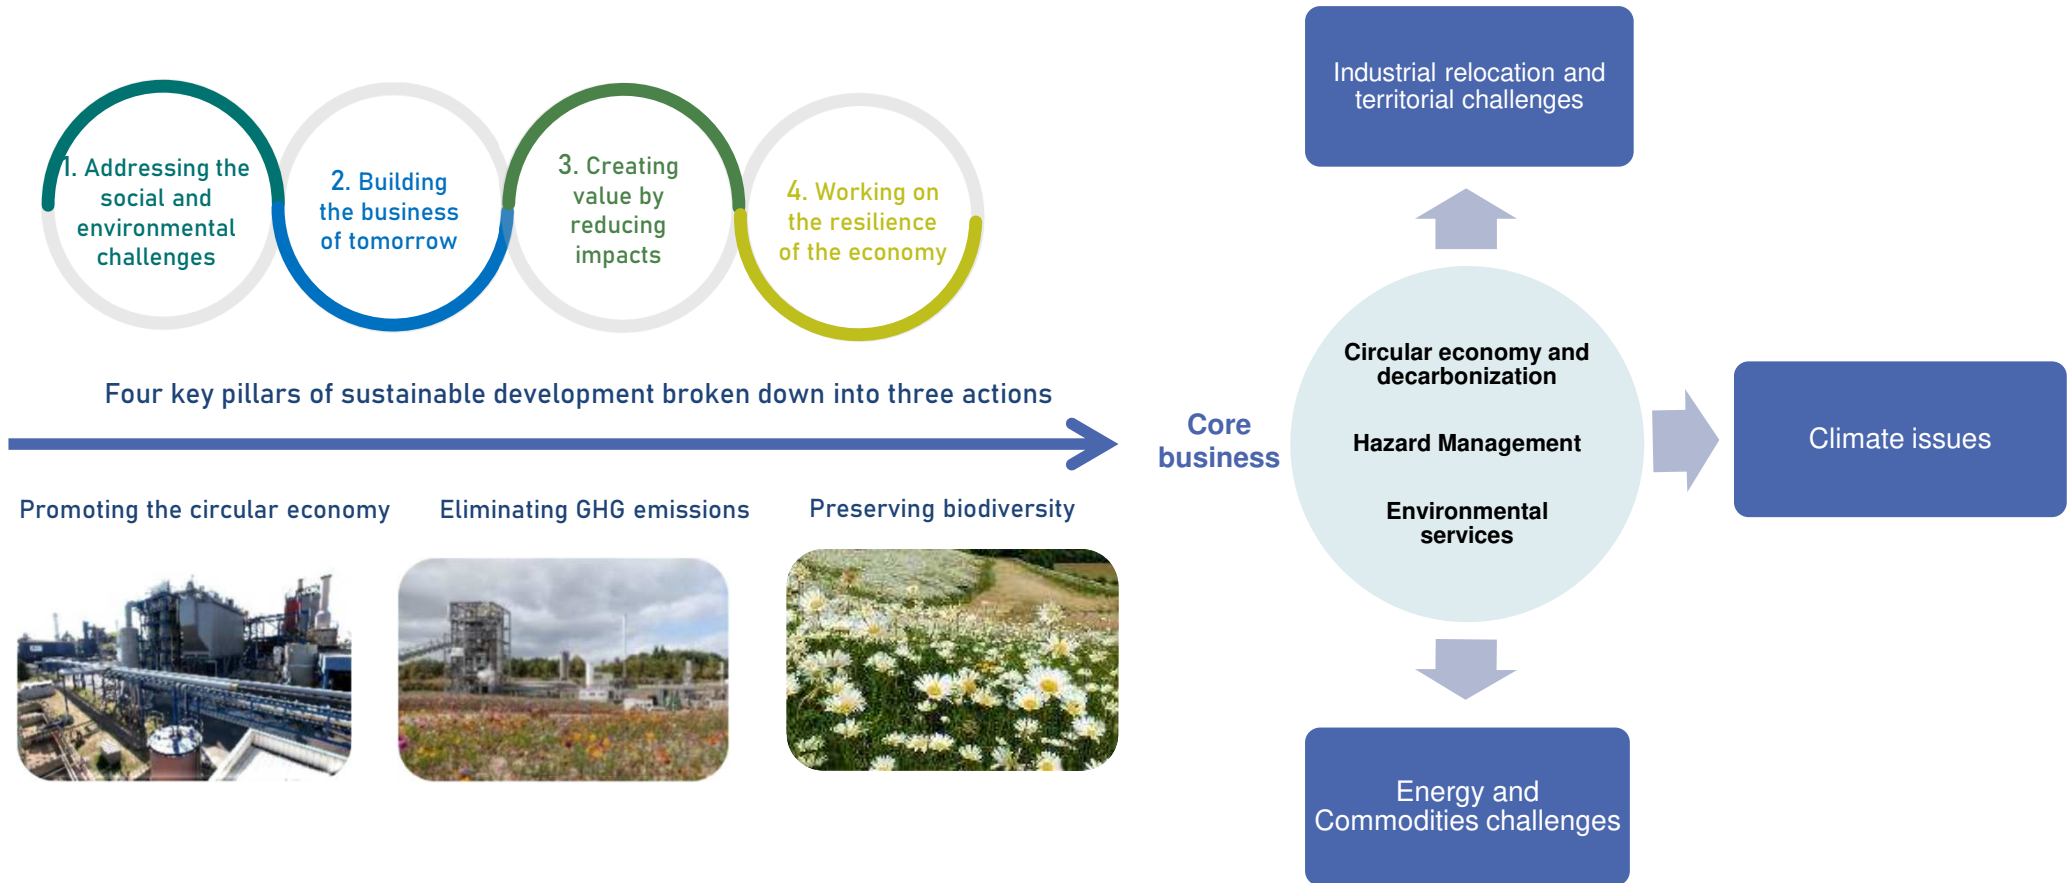 1. Addressing the
social and
environmental
challenges
2. Building
the business
of tomorrow
3. Creating
value by
reducing
impacts
4. Working on
the resilience
of the economy
Four key pillars of sustainable development broken down into three actions
Promoting the circular economy
Eliminating GHG emissions
Preserving biodiversity
Core
business
Industrial relocation and
territorial challenges
Circular economy and
decarbonization
Hazard Management
Environmental
services
Climate issues
Energy and
Commodities challenges